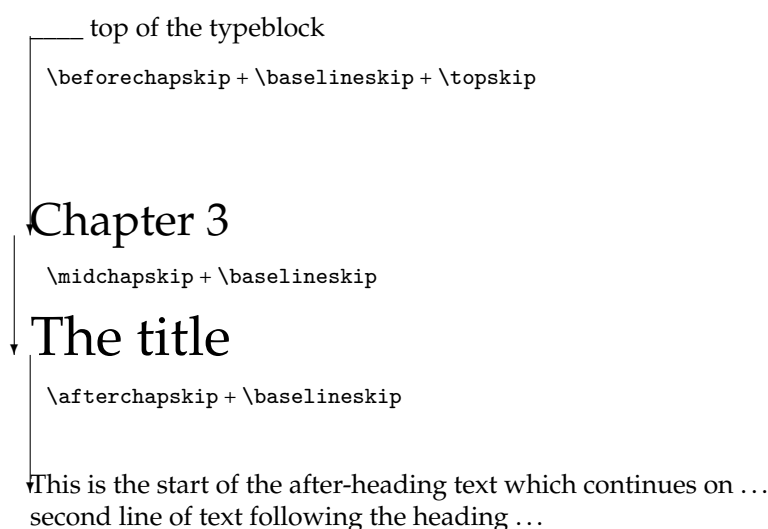 ____ top of the typeblock
\beforechapskip + \baselineskip + \topskip
Chapter 3
\midchapskip + \baselineskip
The title
\afterchapskip + \baselineskip
This is the start of the after-heading text which continues on ...
second line of text following the heading ...